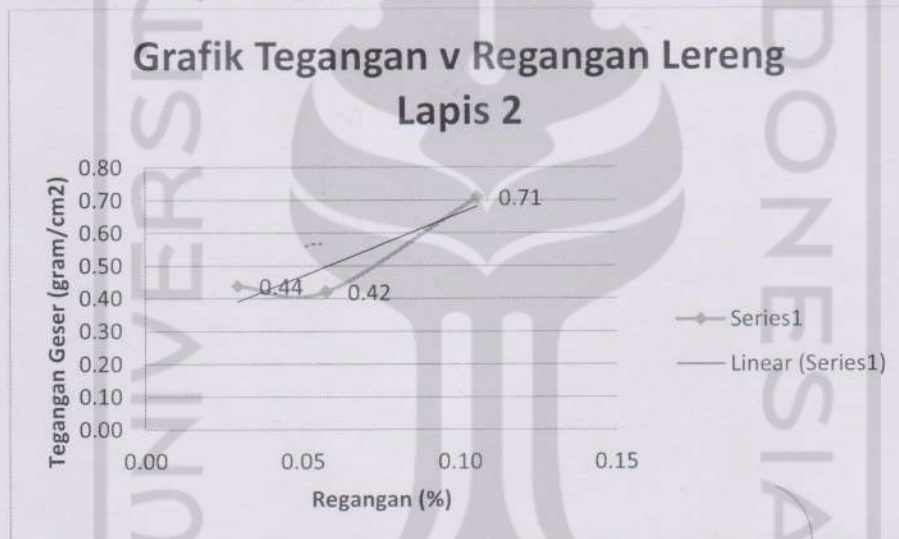 Grafik Tegangan v Regangan Lereng
Lapis 2
Tegangan Geser (gram/cm2)
0.80
0.70
0.60
0.50
0.40
0.30
0.20
0.10
0.00
0.44
0.42
0.71
0.00 0.05 0.10 0.15
Regangan (%)
Series1
Linear (Series1)
UNIVERSIT
DONESIA